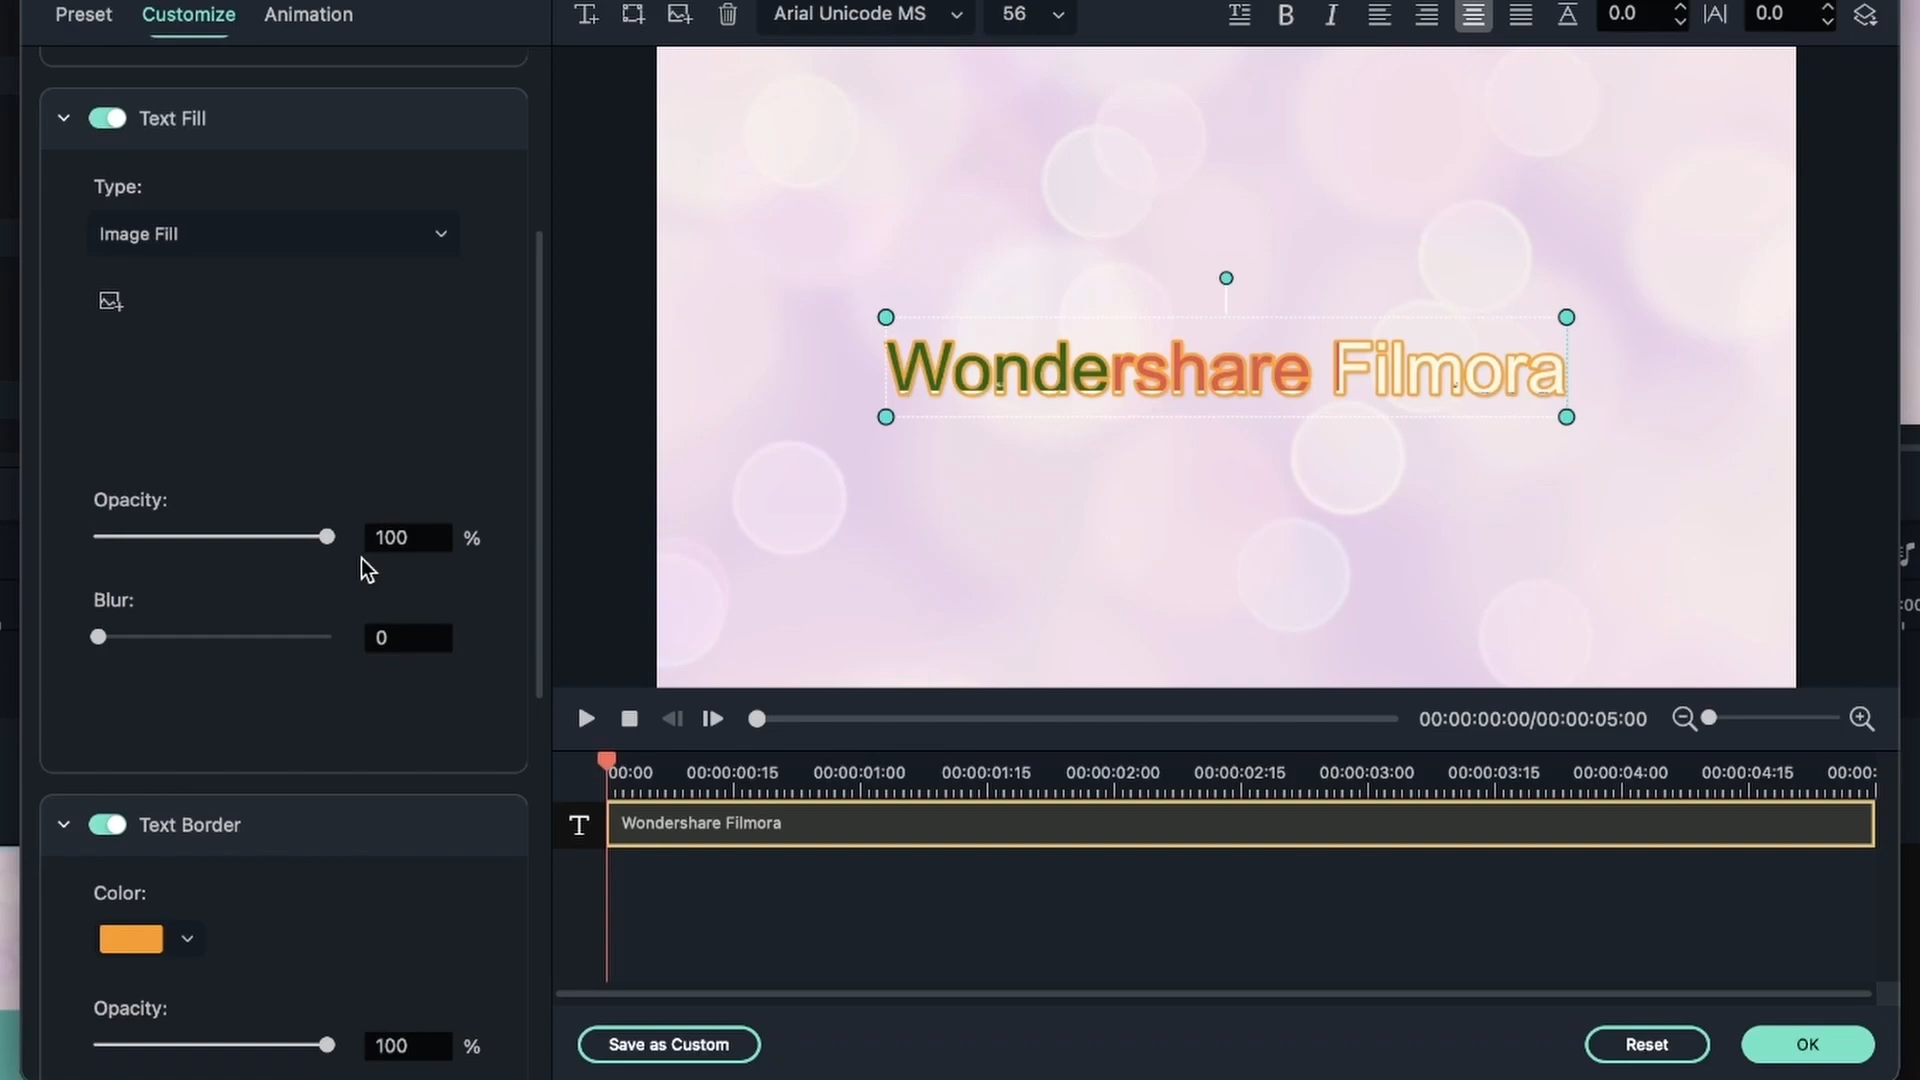 Preset Customize Animation
Arial Unicode MS 56 B I A 0.0 |A| 0.0
Text Fill
Type:
Image Fill
Opacity:
100 %
Blur:
0
Wondershare Filmora
00:00:00:00/00:00:05:00
00:00 00:00:00:15 00:00:01:00 00:00:01:15 00:00:02:00 00:00:02:15 00:00:03:00 00:00:03:15 00:00:04:00 00:00:04:15 00:00:
T Wondershare Filmora
Text Border
Color:
Opacity:
100 %
Save as Custom Reset OK